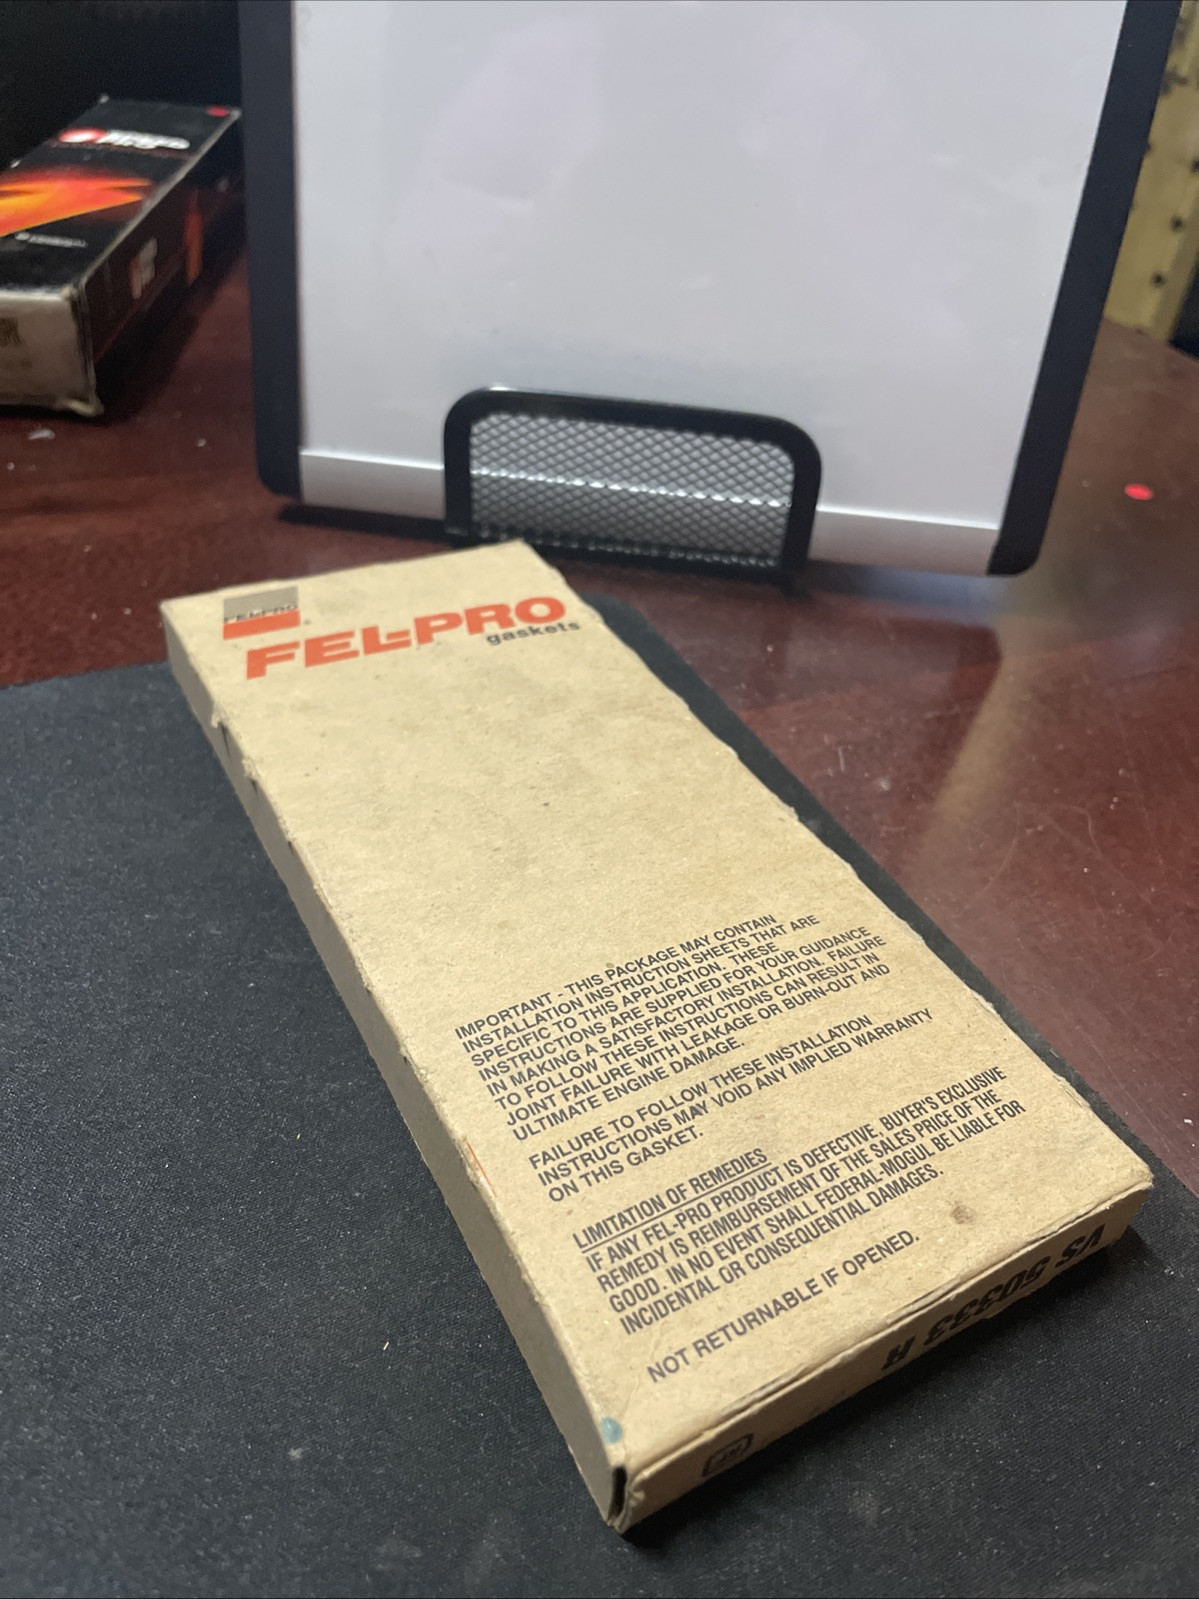 FEL-PRO
®
FEL-PRO
gaskets
IMPORTANT - THIS PACKAGE MAY CONTAIN
INSTALLATION INSTRUCTION SHEETS THAT ARE
SPECIFIC TO THIS APPLICATION. THESE
INSTRUCTIONS ARE SUPPLIED FOR YOUR GUIDANCE
IN MAKING A SATISFACTORY INSTALLATION. FAILURE
TO FOLLOW THESE INSTRUCTIONS CAN RESULT IN
JOINT FAILURE WITH LEAKAGE OR BURN-OUT AND
ULTIMATE ENGINE DAMAGE.
FAILURE TO FOLLOW THESE INSTALLATION
INSTRUCTIONS MAY VOID ANY IMPLIED WARRANTY
ON THIS GASKET.
LIMITATION OF REMEDIES
IF ANY FEL-PRO PRODUCT IS DEFECTIVE, BUYER'S EXCLUSIVE
REMEDY IS REIMBURSEMENT OF THE SALES PRICE OF THE
GOOD. IN NO EVENT SHALL FEDERAL-MOGUL BE LIABLE FOR
INCIDENTAL OR CONSEQUENTIAL DAMAGES.
NOT RETURNABLE IF OPENED.
VS 50333 R